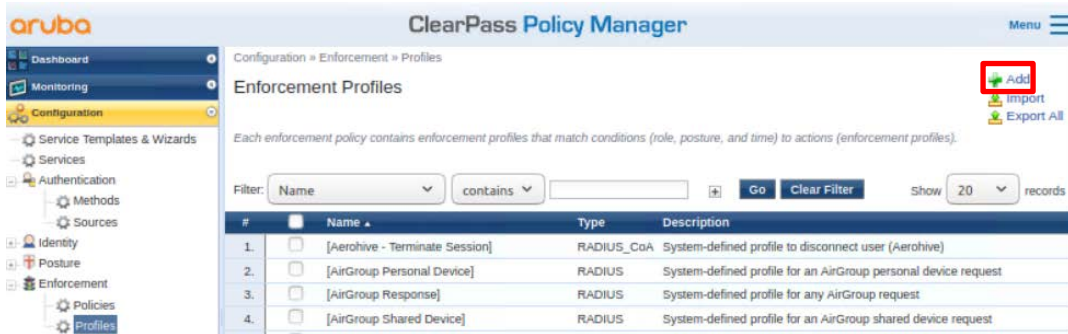 aruba
ClearPass Policy Manager
Menu
Dashboard
Monitoring
Configuration
Service Templates & Wizards
Services
Authentication
Methods
Sources
Identity
Posture
Enforcement
Policies
Profiles
Configuration » Enforcement » Profiles
Enforcement Profiles
Add
Import
Export All
Each enforcement policy contains enforcement profiles that match conditions (role, posture, and time) to actions (enforcement profiles).
Filter: Name contains Go Clear Filter Show 20 records
# Name Type Description
1. [Aerohive - Terminate Session] RADIUS_CoA System-defined profile to disconnect user (Aerohive)
2. [AirGroup Personal Device] RADIUS System-defined profile for an AirGroup personal device request
3. [AirGroup Response] RADIUS System-defined profile for any AirGroup request
4. [AirGroup Shared Device] RADIUS System-defined profile for an AirGroup shared device request